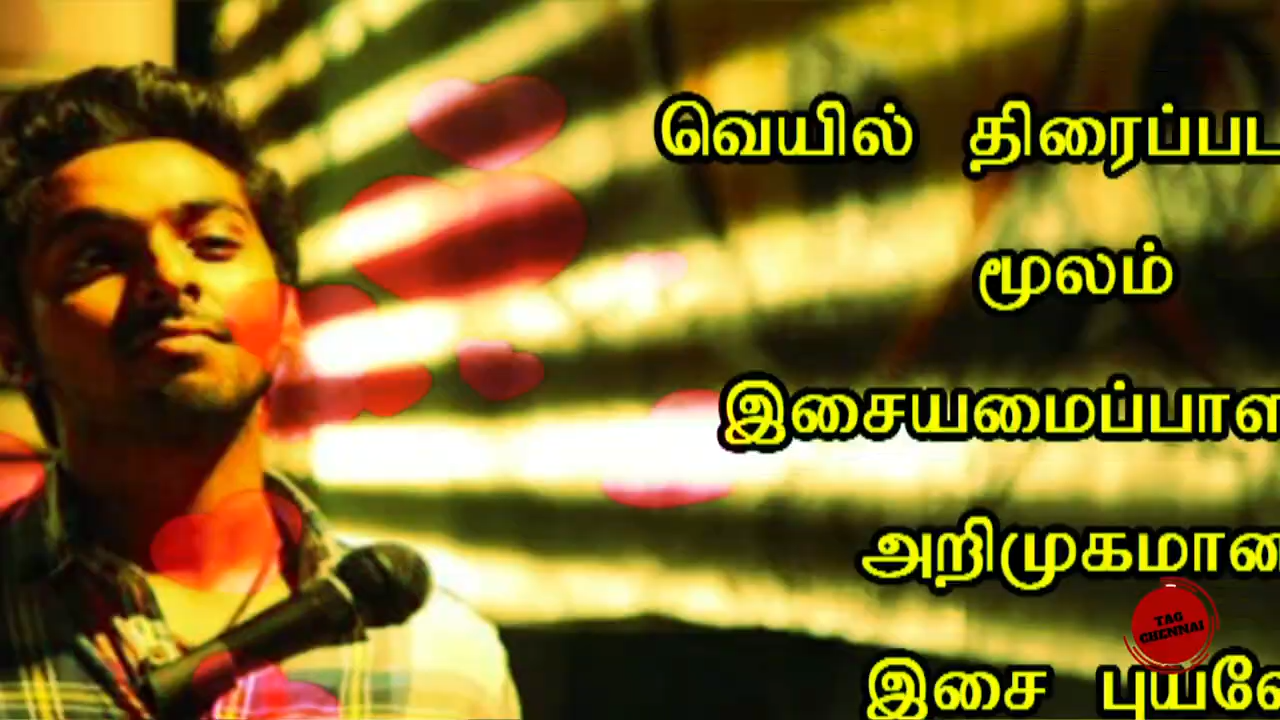 வெயில் திரைப்பட
மூலம்
இசையமைப்பாள
அறிமுகமான
TAG
CHENNAI
இசை